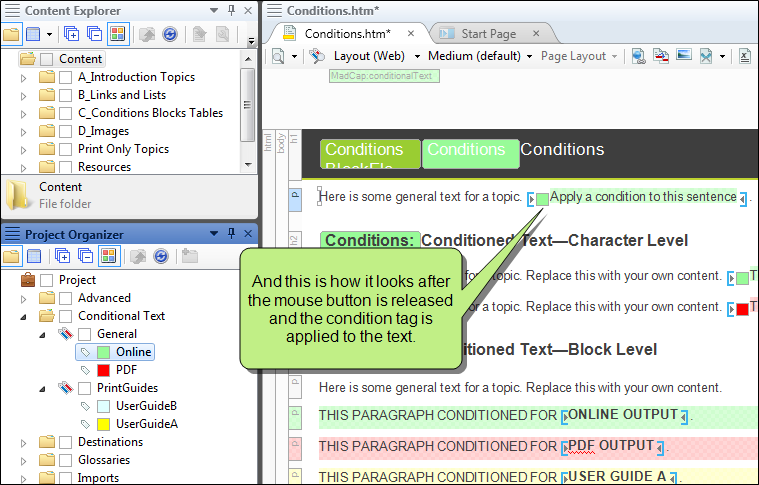 Content Explorer
Content
A_Introduction Topics
B_Links and Lists
C_Conditions Blocks Tables
D_Images
Print Only Topics
Resources
Content
File folder
Project Organizer
Project
Advanced
Conditional Text
General
Online
PDF
PrintGuides
UserGuideB
UserGuideA
Destinations
Glossaries
Imports
Conditions.htm*
Conditions.htm*
Start Page
Layout (Web)
Medium (default)
Page Layout
MadCap:conditionalText
html
body
h1
Conditions
Conditions
Conditions
p
Here is some general text for a topic. Apply a condition to this sentence .
h2
Conditions: Conditioned Text—Character Level
for a topic. Replace this with your own content. T
for a topic. Replace this with your own content. T
And this is how it looks after
the mouse button is released
and the condition tag is
applied to the text.
itioned Text—Block Level
p
Here is some general text for a topic. Replace this with your own content.
p
THIS PARAGRAPH CONDITIONED FOR ONLINE OUTPUT .
p
THIS PARAGRAPH CONDITIONED FOR PDF OUTPUT .
p
THIS PARAGRAPH CONDITIONED FOR USER GUIDE A .